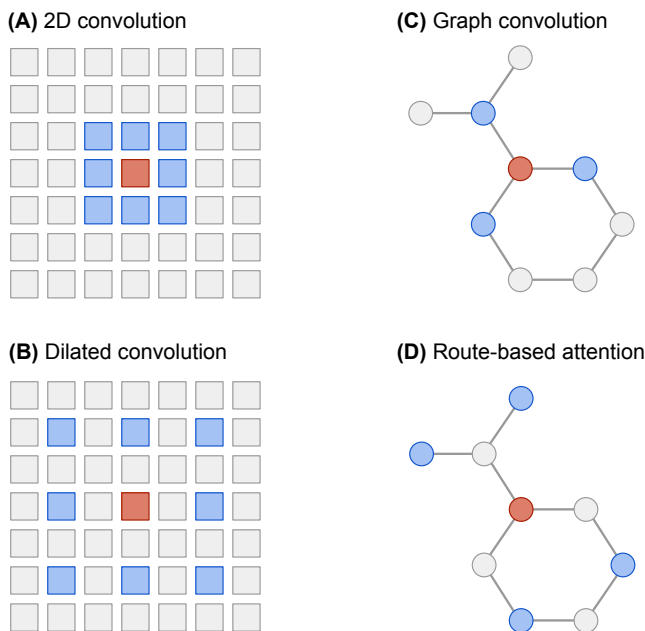 (A) 2D convolution
(C) Graph convolution
(B) Dilated convolution
(D) Route-based attention